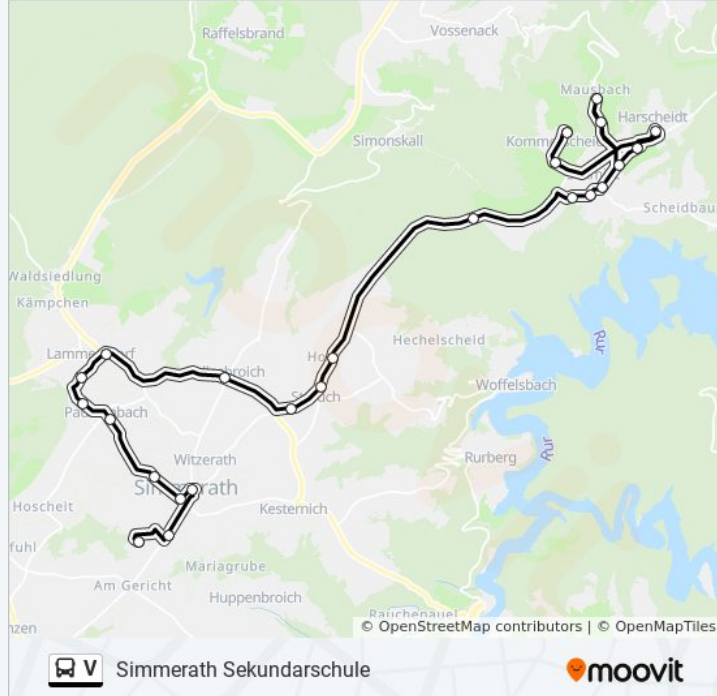 Raffelsbrand
Vossenack
Mausbach
Harscheidt
Simonskall
Scheidbau
Waldsiedlung
Kämpchen
Hechelscheid
Woffelsbach
Rur
Rur
Witzerath
Rurberg
Simmerath
Hoscheit
Kesternich
Mariagrube
Am Gericht
Huppenbroich
Rauchenauel
© OpenStreetMap contributors | © OpenMapTiles
V Simmerath Sekundarschule
moovit